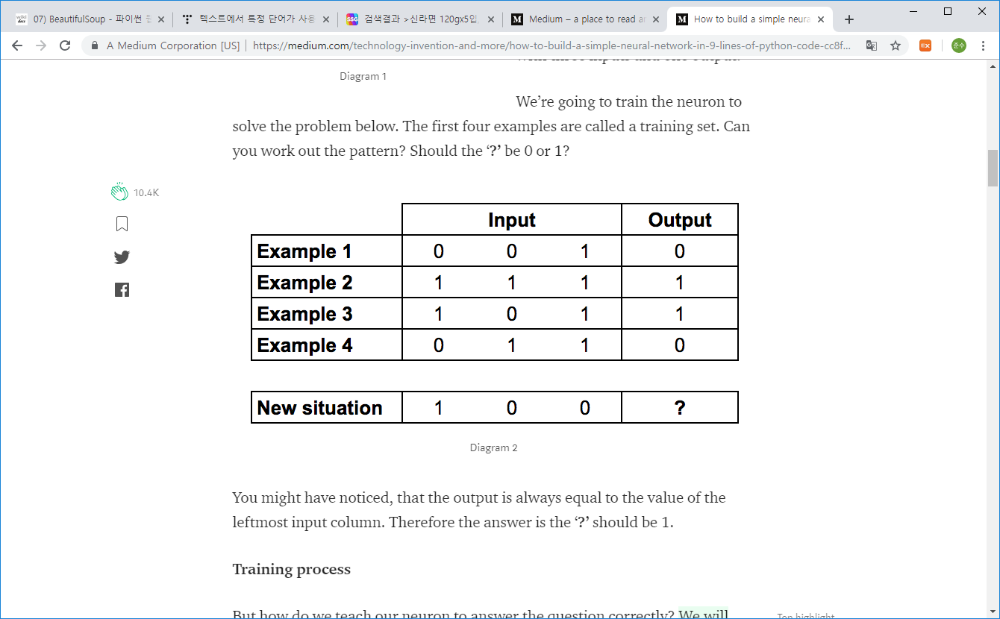 07) BeautifulSoup - 파이썬
텍스트에서 특정 단어가 사용
검색결과 >신라면 120gx5입
Medium – a place to read a
How to build a simple neura
A Medium Corporation [US]
https://medium.com/technology-invention-and-more/how-to-build-a-simple-neural-network-in-9-lines-of-python-code-cc8f...
준수
Diagram 1
We’re going to train the neuron to
solve the problem below. The first four examples are called a training set. Can
you work out the pattern? Should the ‘?’ be 0 or 1?
10.4K
Input Output
Example 1 0 0 1 0
Example 2 1 1 1 1
Example 3 1 0 1 1
Example 4 0 1 1 0
New situation 1 0 0 ?
Diagram 2
You might have noticed, that the output is always equal to the value of the
leftmost input column. Therefore the answer is the ‘?’ should be 1.
Training process
But how do we teach our neuron to answer the question correctly? We will
Top highlight